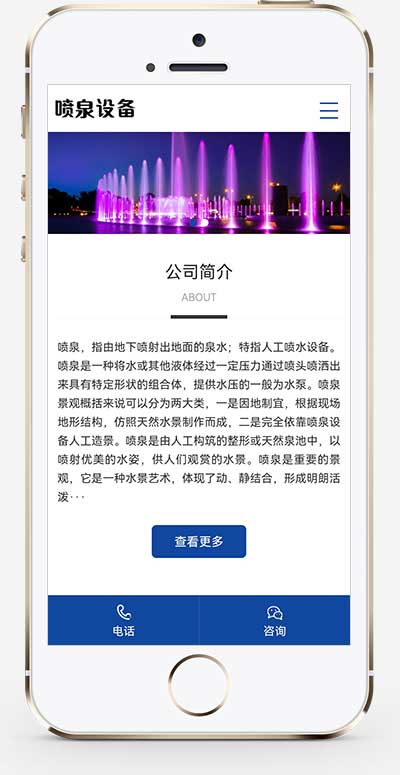 喷泉设备
公司简介
ABOUT
喷泉，指由地下喷射出地面的泉水；特指人工喷水设备。
喷泉是一种将水或其他液体经过一定压力通过喷头喷洒出
来具有特定形状的组合体，提供水压的一般为水泵。喷泉
景观概括来说可以分为两大类，一是因地制宜，根据现场
地形结构，仿照天然水景制作而成，二是完全依靠喷泉设
备人工造景。喷泉是由人工构筑的整形或天然泉池中，以
喷射优美的水姿，供人们观赏的水景。喷泉是重要的景
观，它是一种水景艺术，体现了动、静结合，形成明朗活
泼···
查看更多
电话
咨询